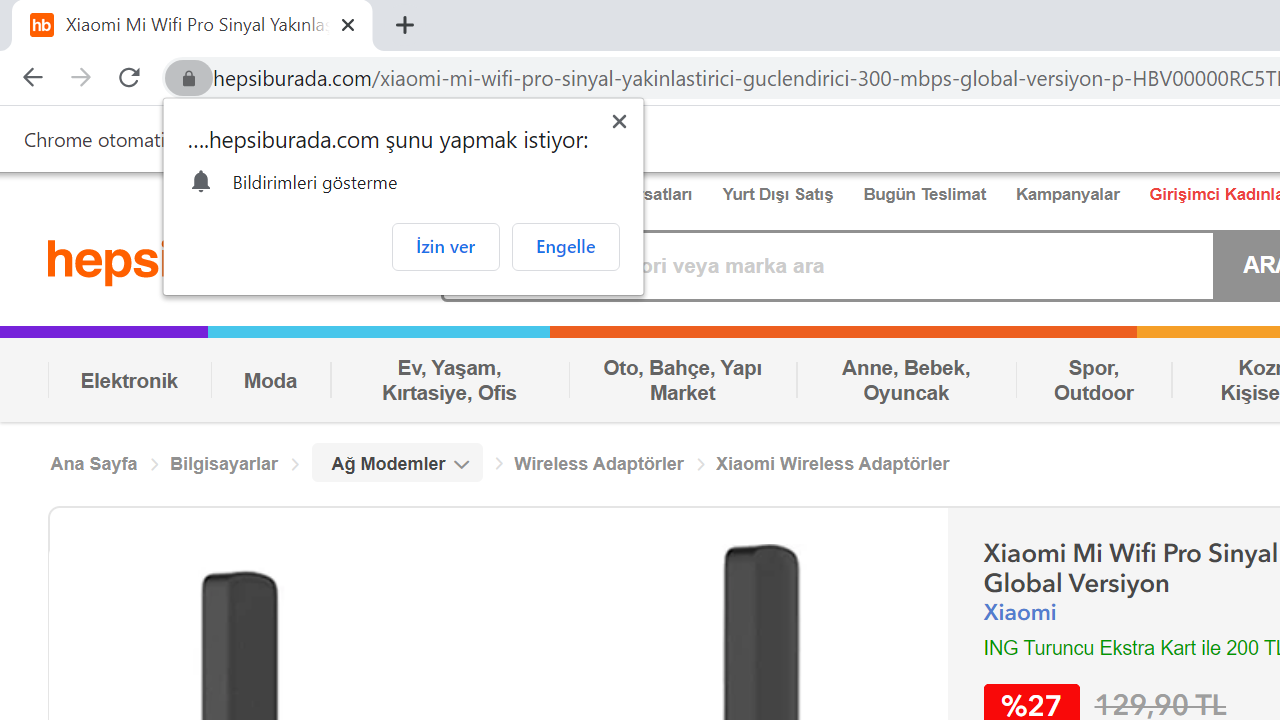 hb Xiaomi Mi Wifi Pro Sinyal Yakınlaş
hepsiburada.com/xiaomi-mi-wifi-pro-sinyal-yakinlastirici-guclendirici-300-mbps-global-versiyon-p-HBV00000RC5T
Chrome otomati
....hepsiburada.com şunu yapmak istiyor:
Bildirimleri gösterme
İzin ver Engelle
rsatları Yurt Dışı Satış Bugün Teslimat Kampanyalar Girişimci Kadınla
hepsi
ori veya marka ara
ARA
Elektronik
Moda
Ev, Yaşam,
Kırtasiye, Ofis
Oto, Bahçe, Yapı
Market
Anne, Bebek,
Oyuncak
Spor,
Outdoor
Koz
Kişise
Ana Sayfa Bilgisayarlar Ağ Modemler Wireless Adaptörler Xiaomi Wireless Adaptörler
Xiaomi Mi Wifi Pro Sinyal
Global Versiyon
Xiaomi
ING Turuncu Ekstra Kart ile 200 TL
%27 129,90 TL